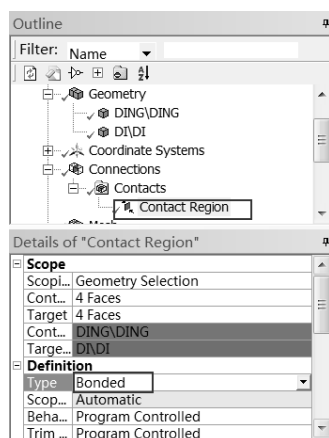 Outline
Filter: Name
Geometry
DING\DING
DI\DI
Coordinate Systems
Connections
Contacts
Contact Region
Details of "Contact Region"
Scope
Scopi... Geometry Selection
Cont... 4 Faces
Target 4 Faces
Cont... DING\DING
Targe... DI\DI
Definition
Type Bonded
Scop... Automatic
Beha... Program Controlled
Trim ... Program Controlled